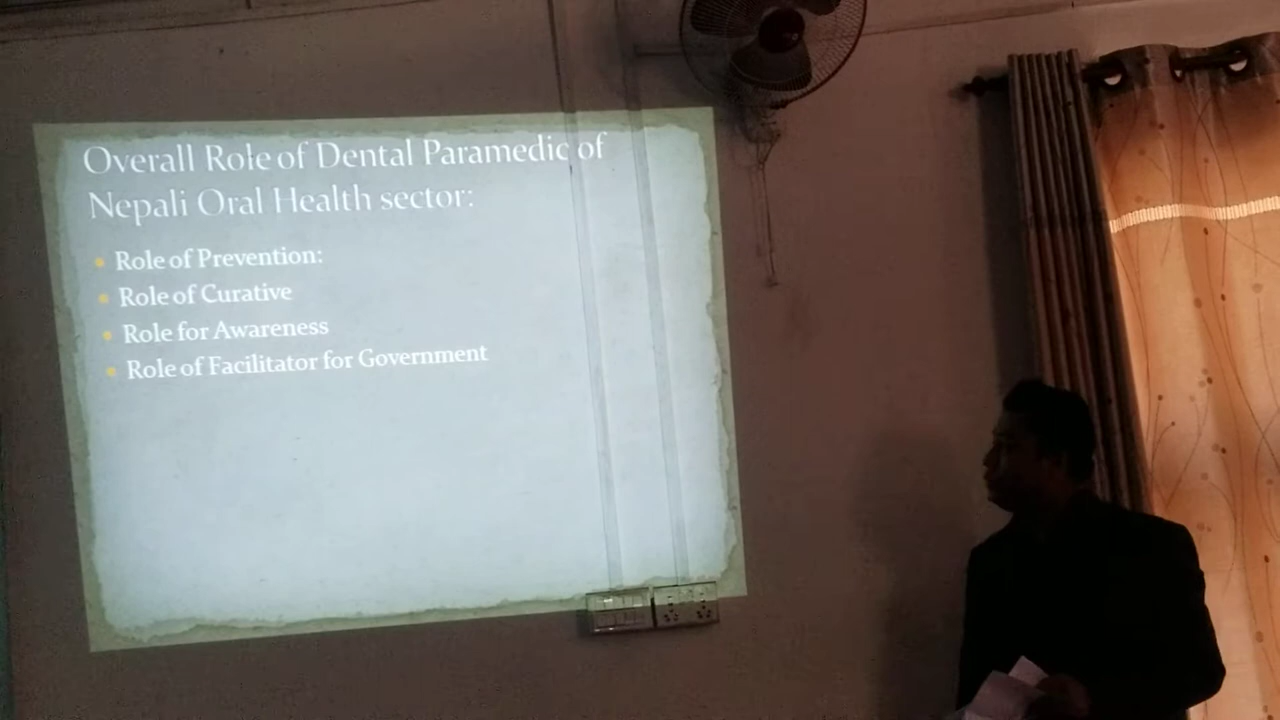 Overall Role of Dental Paramedic of
Nepali Oral Health sector:
Role of Prevention:
Role of Curative
Role for Awareness
Role of Facilitator for Government